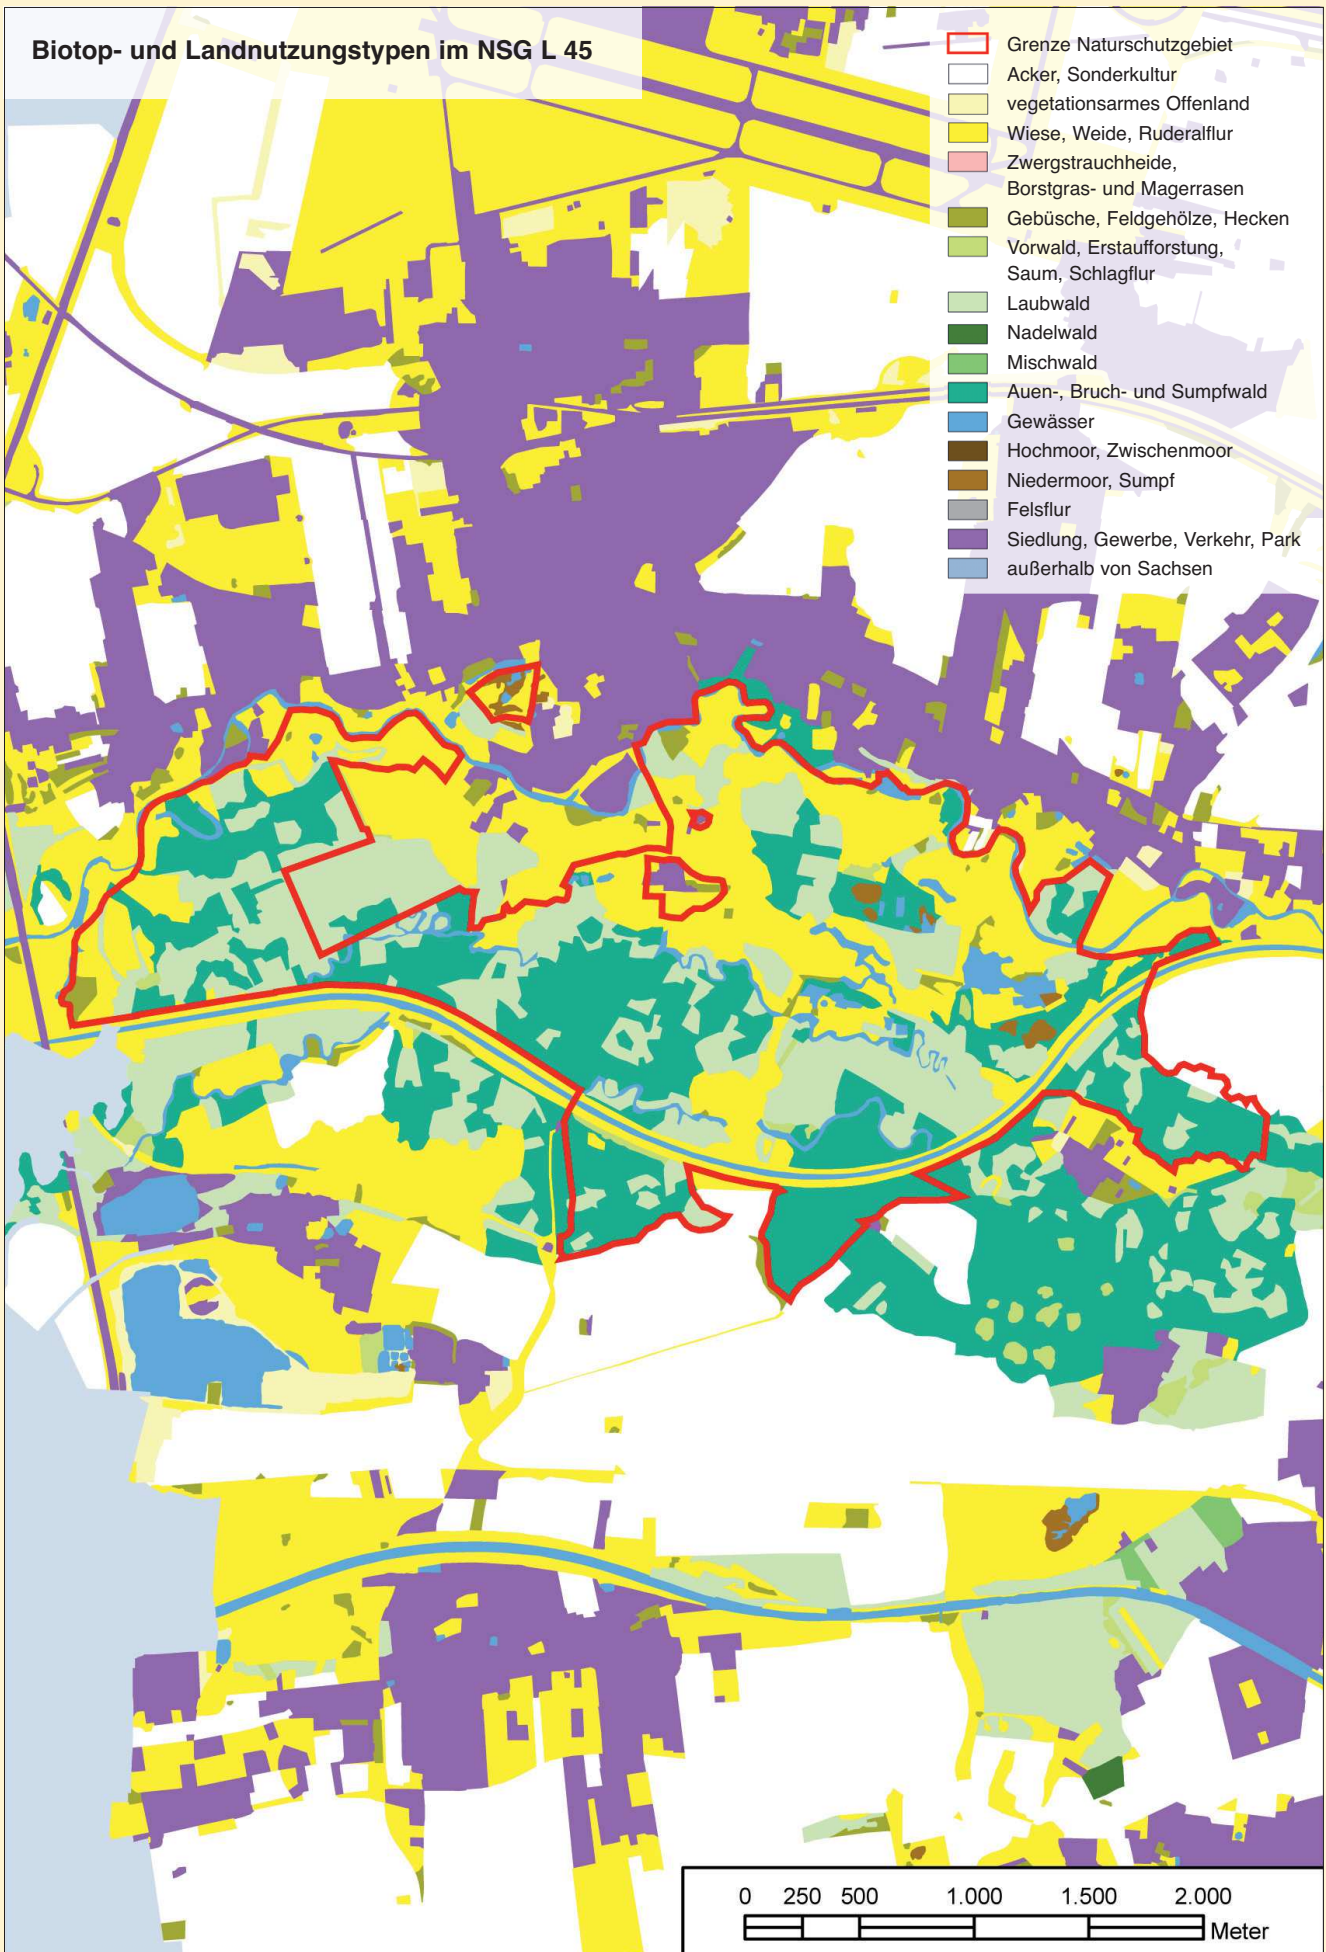 Biotop- und Landnutzungstypen im NSG L 45
Grenze Naturschutzgebiet
Acker, Sonderkultur
vegetationsarmes Offenland
Wiese, Weide, Ruderalflur
Zwergstrauchheide,
Borstgras- und Magerrasen
Gebüsche, Feldgehölze, Hecken
Vorwald, Erstaufforstung,
Saum, Schlagflur
Laubwald
Nadelwald
Mischwald
Auen-, Bruch- und Sumpfwald
Gewässer
Hochmoor, Zwischenmoor
Niedermoor, Sumpf
Felsflur
Siedlung, Gewerbe, Verkehr, Park
außerhalb von Sachsen
0 250 500 1.000 1.500 2.000
Meter